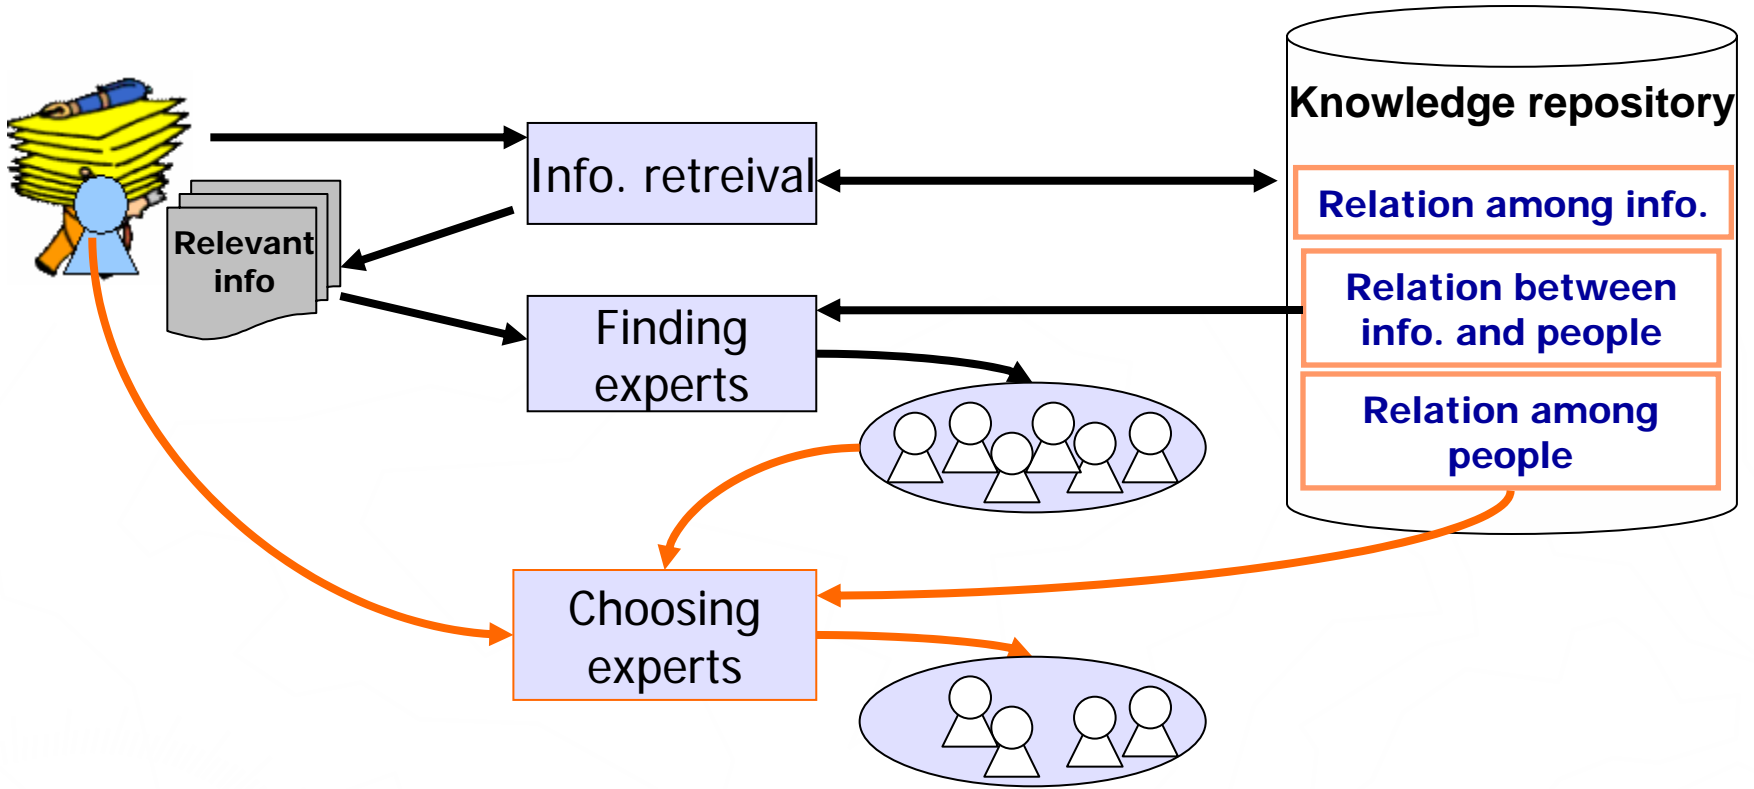 Knowledge repository
Info. retreival
Relation among info.
Relevant
info
Relation between
info. and people
Finding
experts
Relation among
people
Choosing
experts